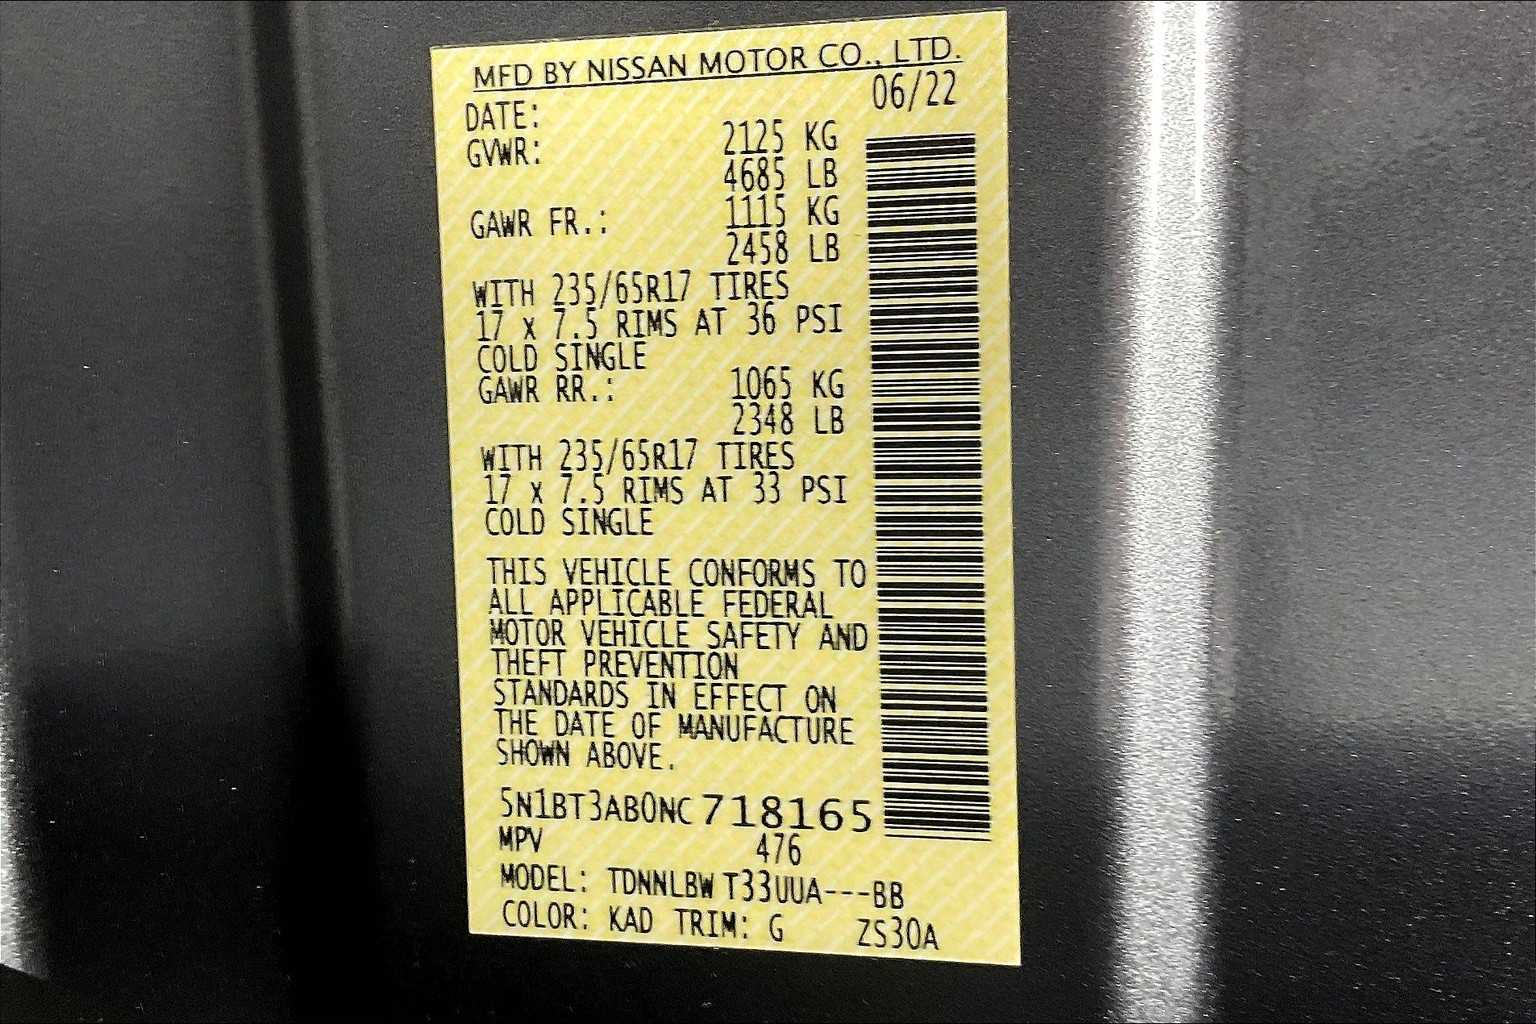 MFD BY NISSAN MOTOR CO., LTD.
DATE: 06/22
GVWR: 2125 KG
4685 LB
GAWR FR.: 1115 KG
2458 LB
WITH 235/65R17 TIRES
17 x 7.5 RIMS AT 36 PSI
COLD SINGLE
GAWR RR.: 1065 KG
2348 LB
WITH 235/65R17 TIRES
17 x 7.5 RIMS AT 33 PSI
COLD SINGLE
THIS VEHICLE CONFORMS TO
ALL APPLICABLE FEDERAL
MOTOR VEHICLE SAFETY AND
THEFT PREVENTION
STANDARDS IN EFFECT ON
THE DATE OF MANUFACTURE
SHOWN ABOVE.
5N1BT3AB0NC718165
MPV 476
MODEL: TDNNLBW T33UUA---BB
COLOR: KAD TRIM: G ZS30A